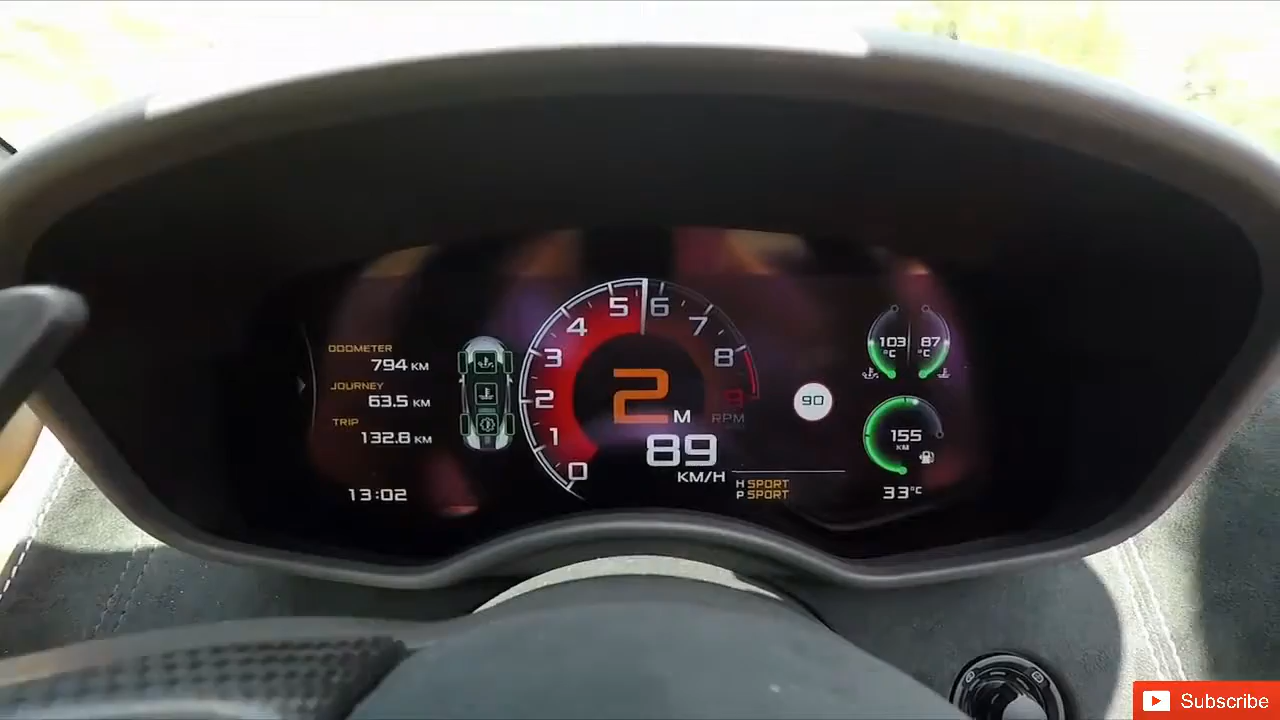 ODOMETER
794 KM
JOURNEY
63.5 KM
TRIP
132.8 KM
13:02
0
1
2
3
4
5
6
7
8
9
RPM
2 M
89
KM/H
90
H SPORT
P SPORT
103 °C
87 °C
155
KM
33°C
Subscribe